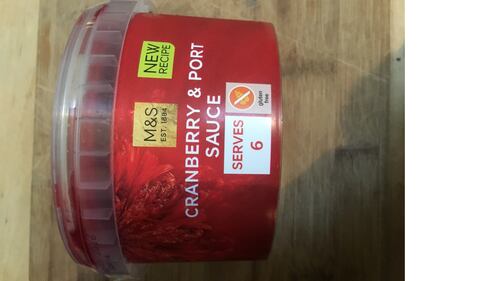 NEW
RECIPE
M&S
EST. 1884
CRANBERRY & PORT
SAUCE
SERVES
6
gluten
free